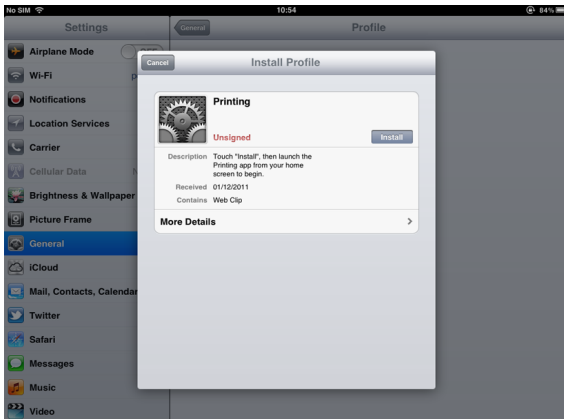 No SIM 10:54 84%
Settings
General
Profile
Airplane Mode
Wi-Fi
Notifications
Location Services
Carrier
Cellular Data
Brightness & Wallpaper
Picture Frame
General
iCloud
Mail, Contacts, Calendar
Twitter
Safari
Messages
Music
Video
Cancel
Install Profile
Printing
Unsigned
Install
Description Touch "Install", then launch the
Printing app from your home
screen to begin.
Received 01/12/2011
Contains Web Clip
More Details